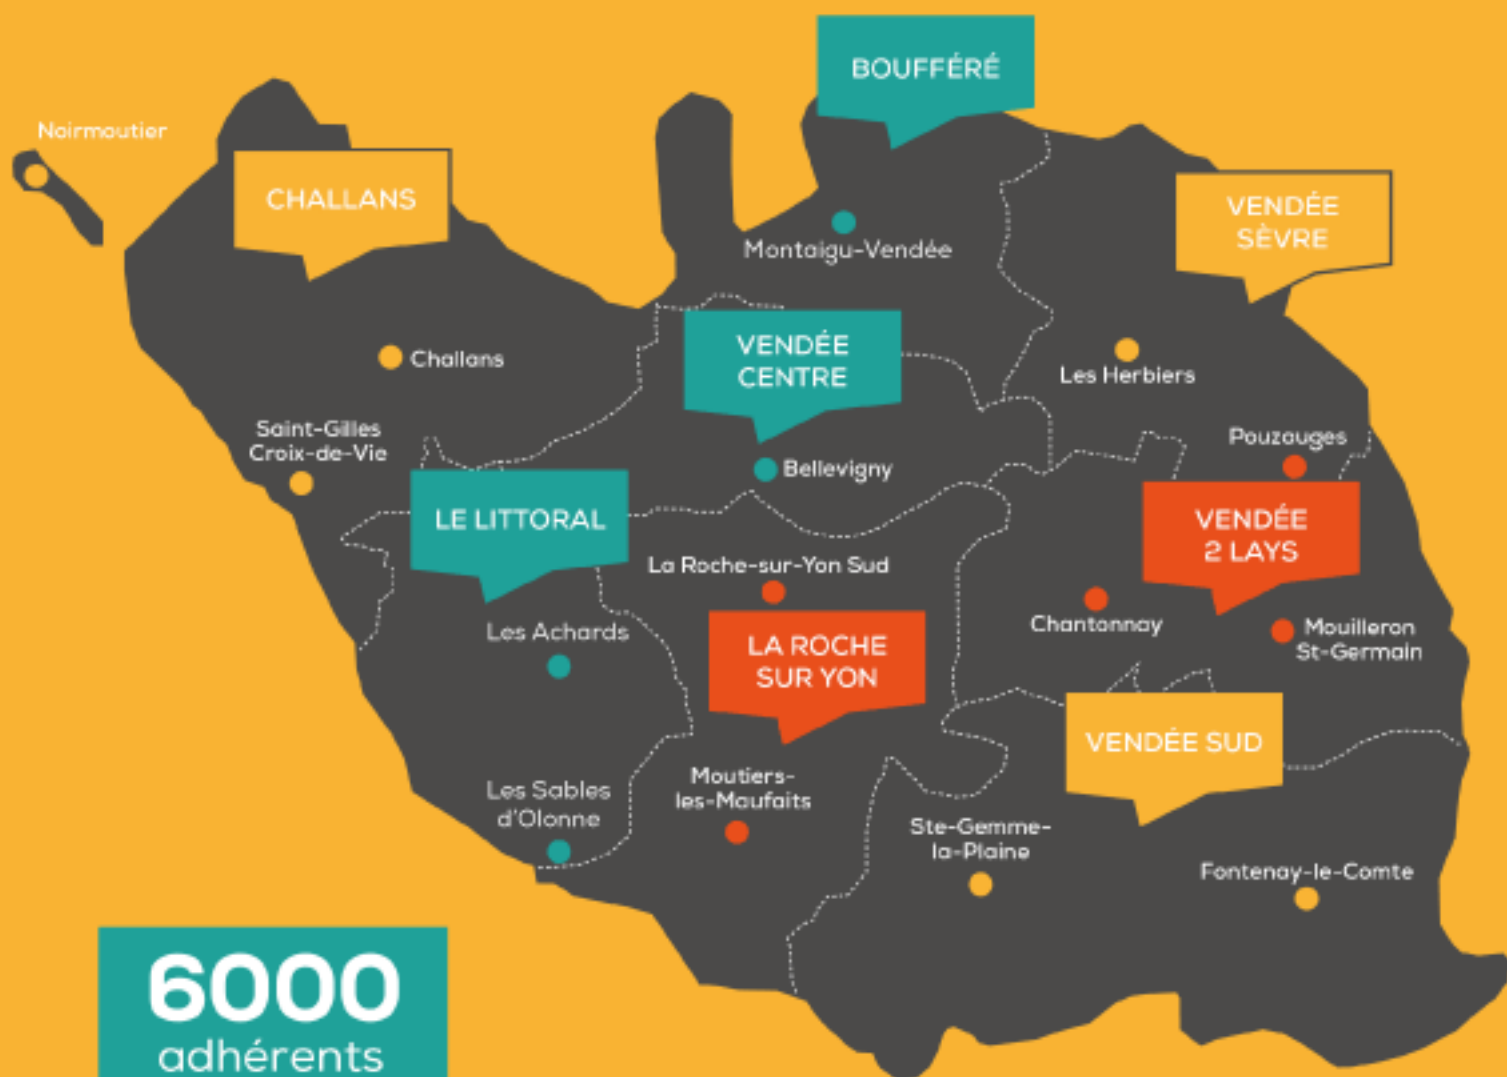 BOUFFÉRÉ
Noirmoutier
CHALLANS
VENDÉE
SÈVRE
Montaigu-Vendée
VENDÉE
CENTRE
Challans
Les Herbiers
Saint-Gilles
Croix-de-Vie
Pouzauges
Bellevigny
LE LITTORAL
VENDÉE
2 LAYS
La Roche-sur-Yon Sud
Les Achards
Chantonnay
Mouilleron
St-Germain
LA ROCHE
SUR YON
VENDÉE SUD
Les Sables
d'Olonne
Moutiers-
les-Maufaits
Ste-Gemme-
la-Plaine
Fontenay-le-Comte
6000
adhérents